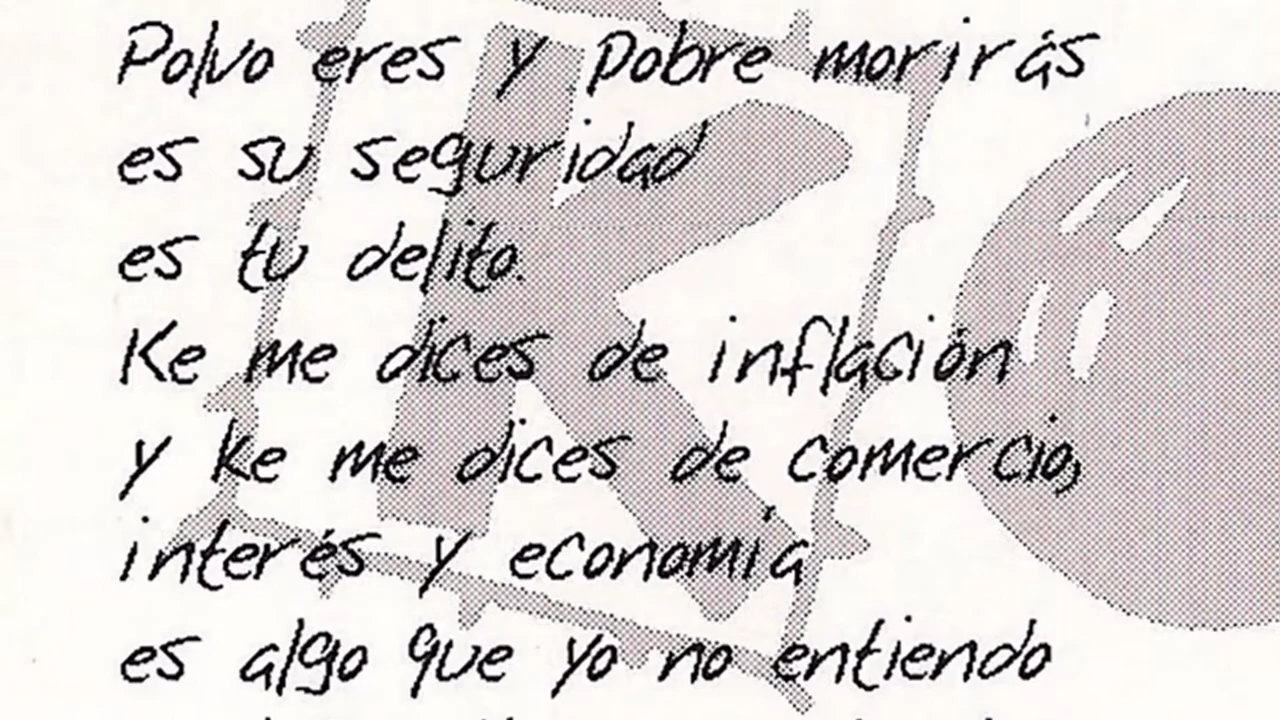 Polvo eres y pobre morirás
es su seguridad
es tu delito.
Ke me dices de inflación
y ke me dices de comercio,
interés y economía
es algo que yo no entiendo